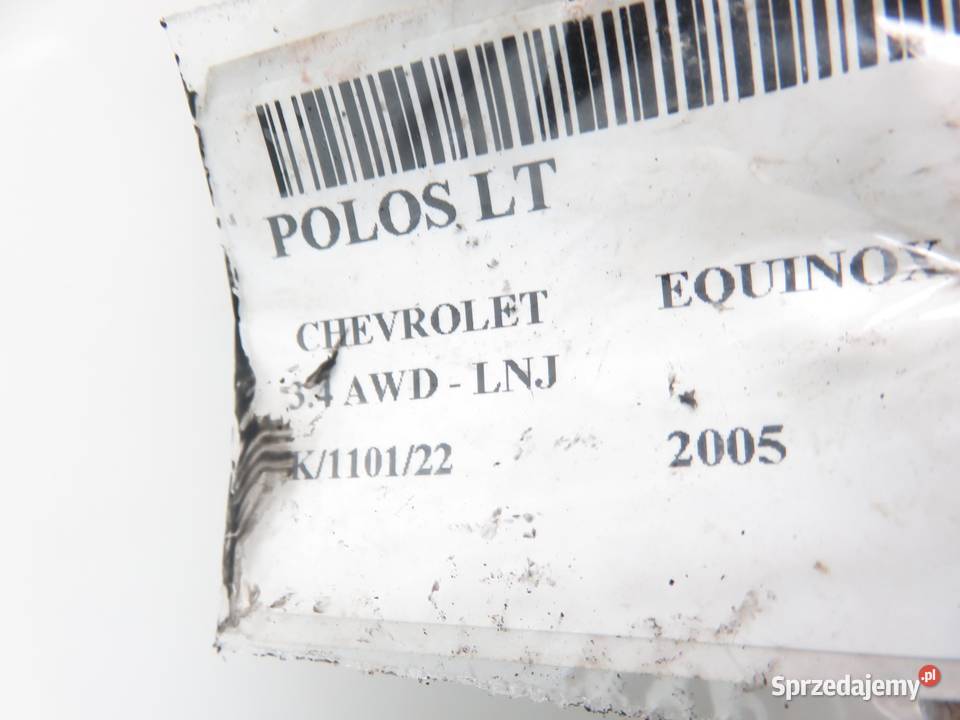 POLOS LT
CHEVROLET EQUINOX
3.4 AWD - LNJ
K/1101/22 2005
Sprzedajemy.pl